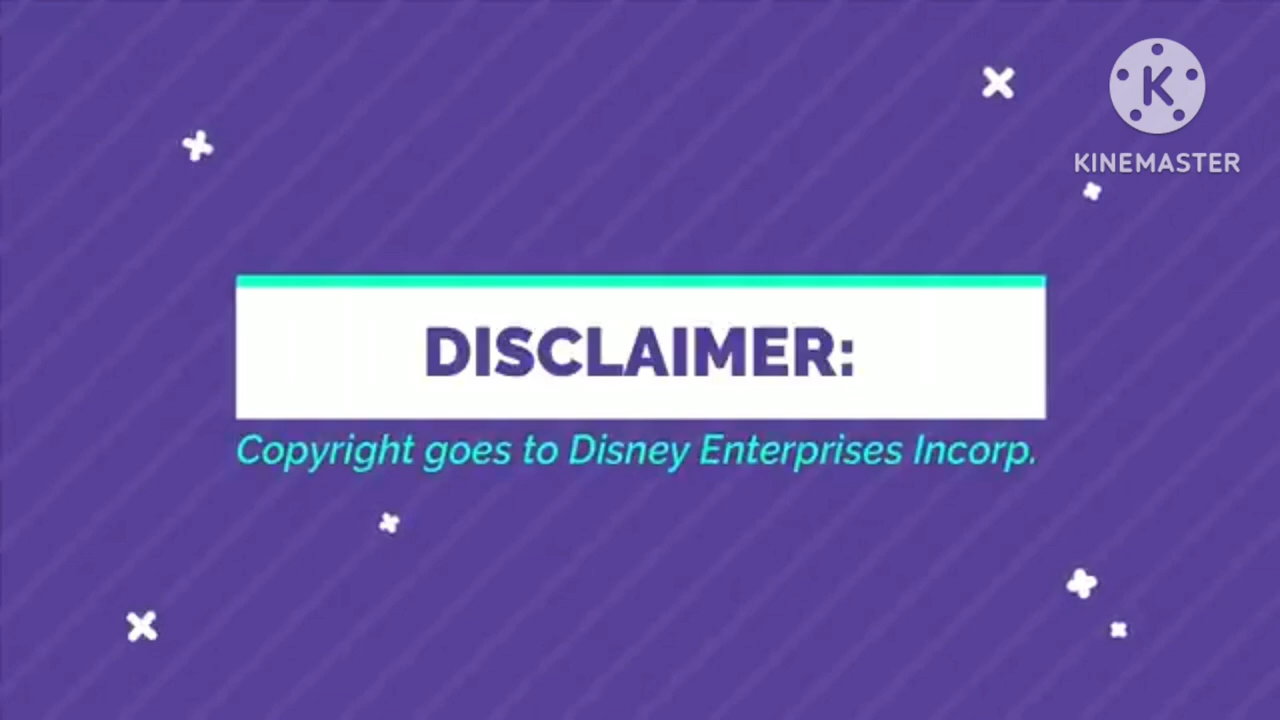 K
KINEMASTER
DISCLAIMER:
Copyright goes to Disney Enterprises Incorp.